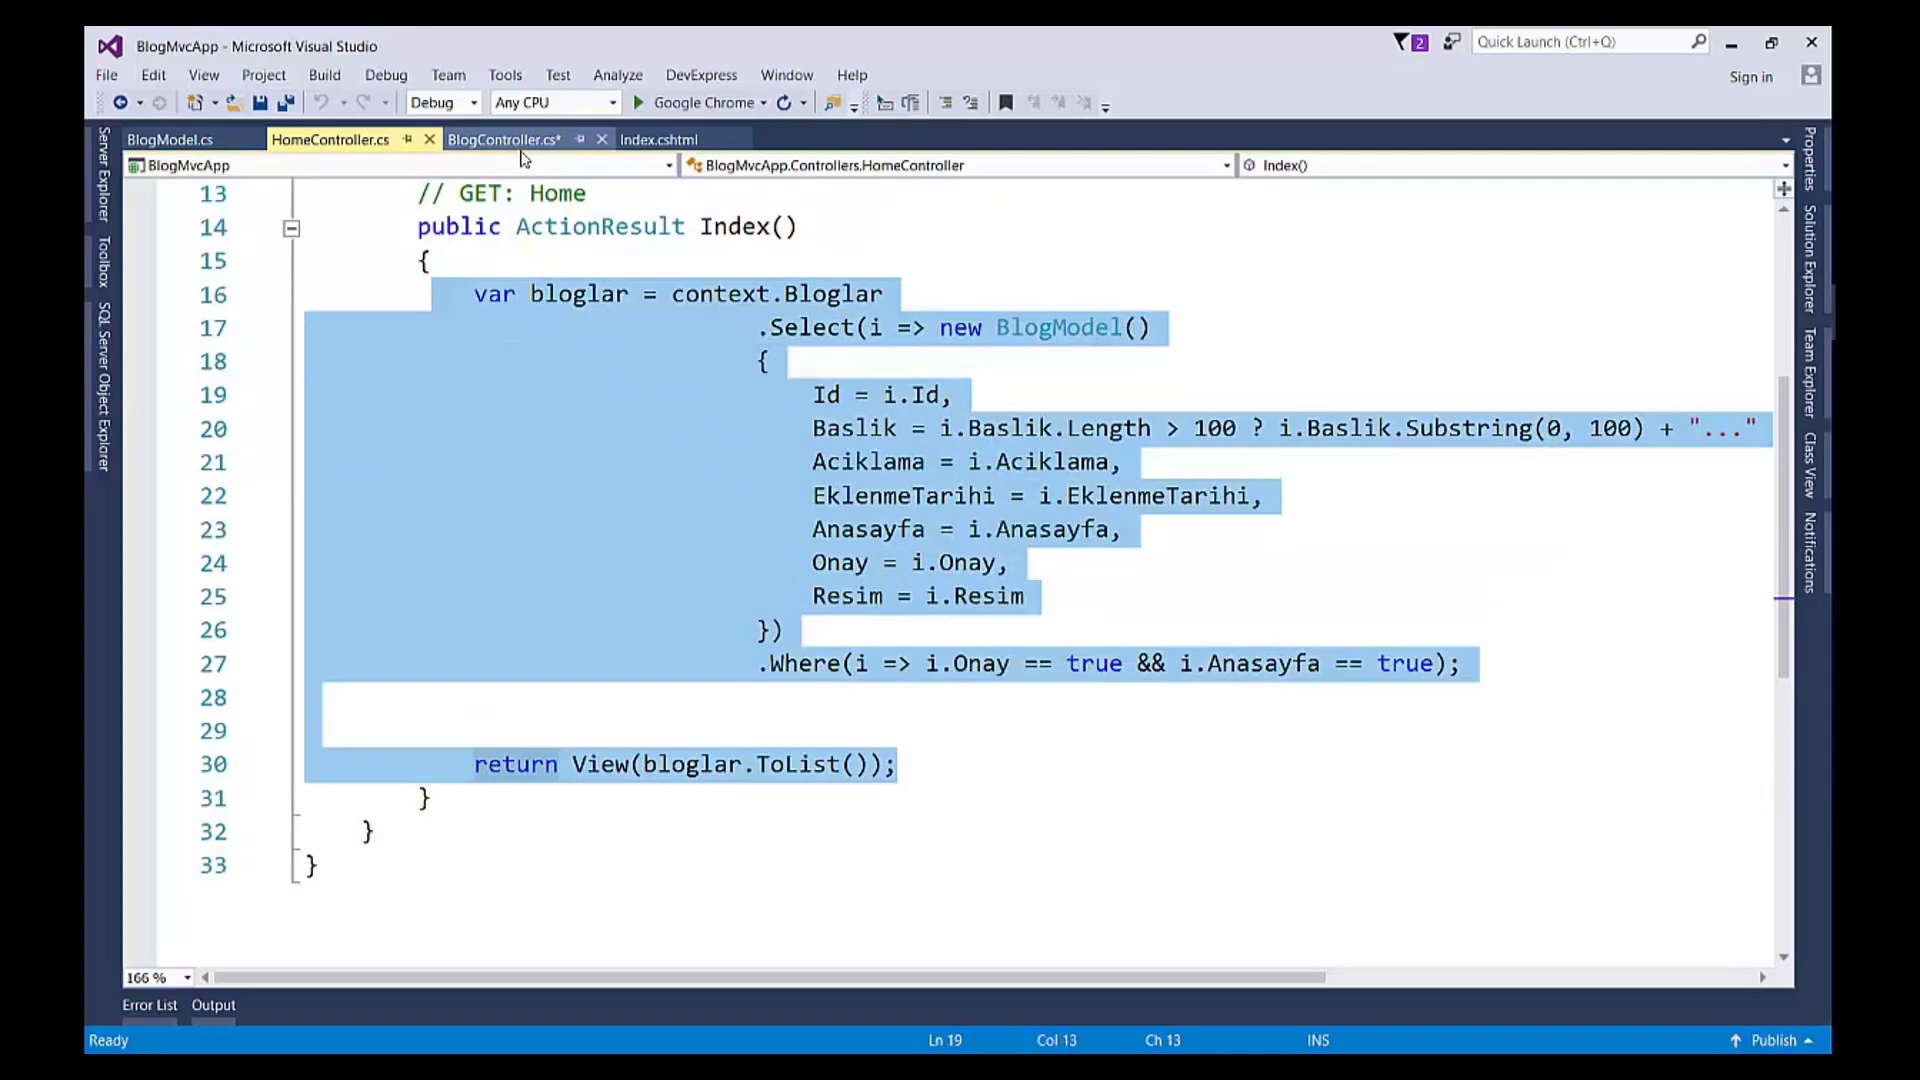 BlogMvcApp - Microsoft Visual Studio
2
Quick Launch (Ctrl+Q)
File Edit View Project Build Debug Team Tools Test Analyze DevExpress Window Help
Sign in
Debug Any CPU Google Chrome
BlogModel.cs HomeController.cs BlogController.cs* Index.cshtml
BlogMvcApp BlogMvcApp.Controllers.HomeController Index()
Server Explorer
Toolbox
SQL Server Object Explorer
13 // GET: Home
14 public ActionResult Index()
15 {
16 var bloglar = context.Bloglar
17 .Select(i => new BlogModel()
18 {
19 Id = i.Id,
20 Baslik = i.Baslik.Length > 100 ? i.Baslik.Substring(0, 100) + "..."
21 Aciklama = i.Aciklama,
22 EklenmeTarihi = i.EklenmeTarihi,
23 Anasayfa = i.Anasayfa,
24 Onay = i.Onay,
25 Resim = i.Resim
26 })
27 .Where(i => i.Onay == true && i.Anasayfa == true);
28
29
30 return View(bloglar.ToList());
31 }
32 }
33 }
Properties
Solution Explorer
Team Explorer
Class View
Notifications
166 %
Error List Output
Ready Ln 19 Col 13 Ch 13 INS Publish